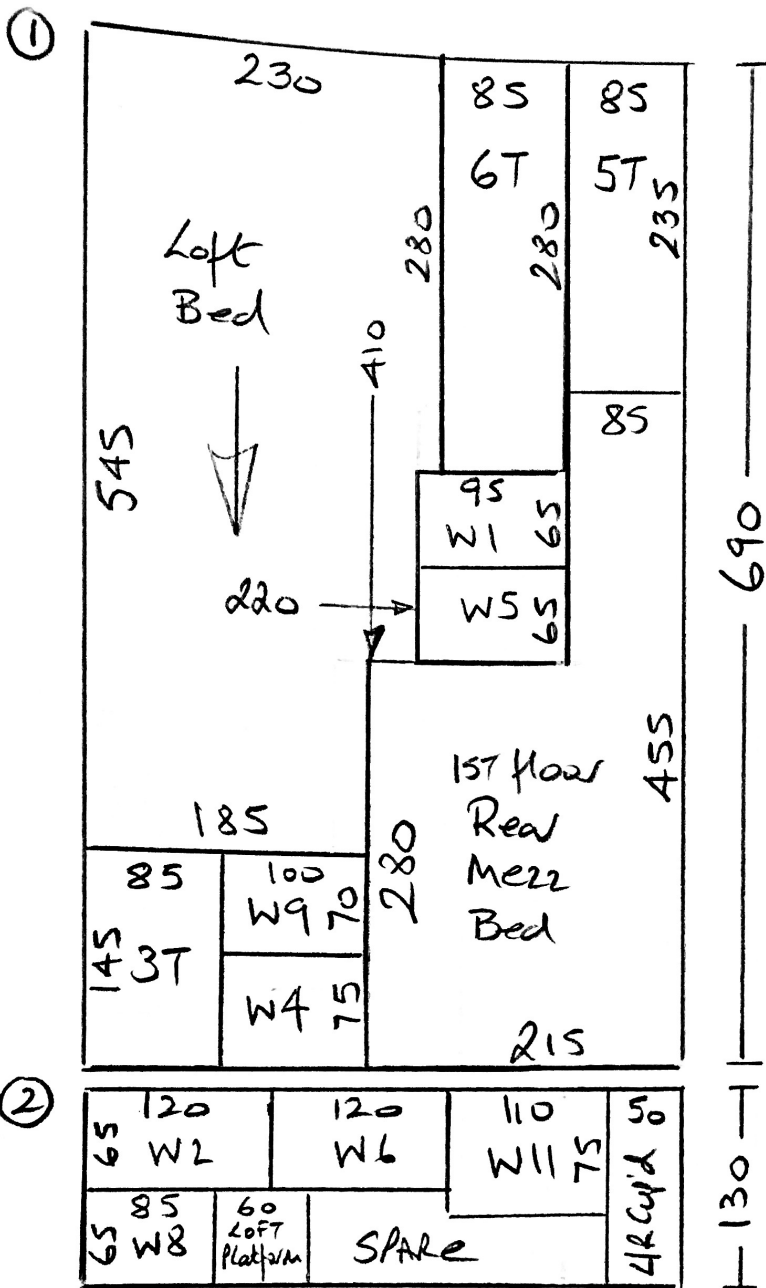 1
230
85
85
6T
5T
280
280
235
Loft
Bed
410
85
545
95
W1
65
690
220
W5
65
1ST floor
Rear
Mezz
Bed
455
185
85
100
W9
70
280
145
3T
W4
75
215
2
120
120
110
50
65
W2
W6
W11
75
130
85
60
65
W8
LOFT
Platform
SPARe
4R Cup'd